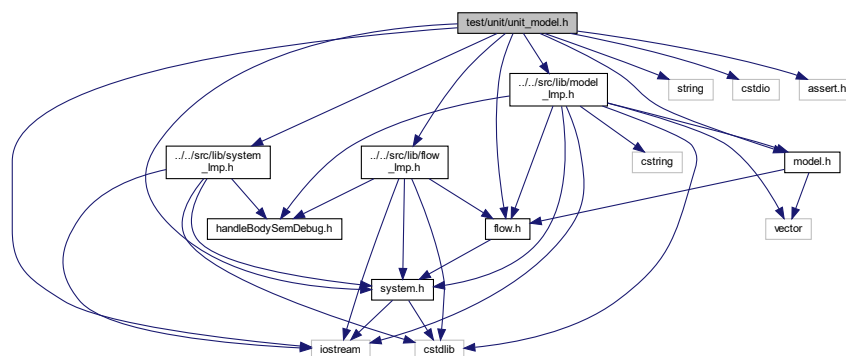 test/unit/unit_model.h
../../src/lib/model
_Imp.h
string
cstdio
assert.h
../../src/lib/system
_Imp.h
../../src/lib/flow
_Imp.h
cstring
model.h
handleBodySemDebug.h
flow.h
vector
system.h
iostream
cstdlib